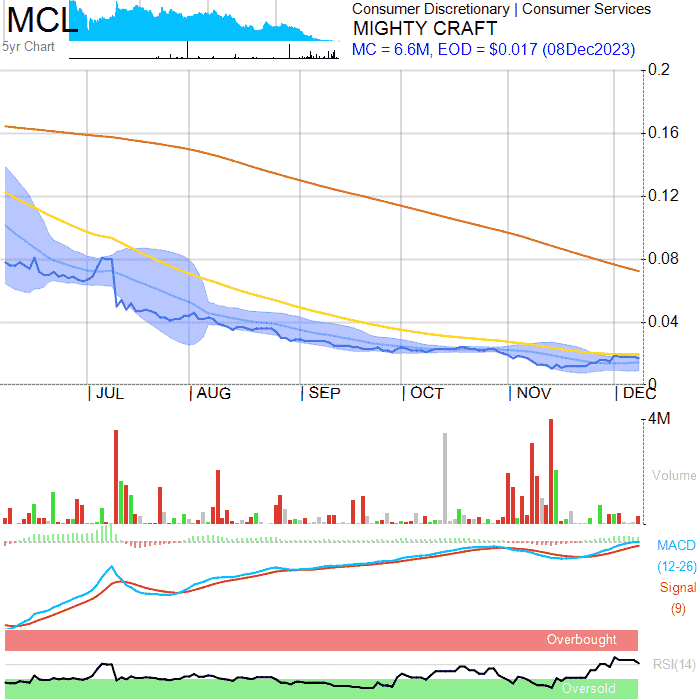 MCL
5yr Chart
Consumer Discretionary | Consumer Services
MIGHTY CRAFT
MC = 6.6M, EOD = $0.017 (08Dec2023)
0.2
0.16
0.12
0.08
0.04
0
JUL AUG SEP OCT NOV DEC
4M
Volume
MACD
(12-26)
Signal
(9)
Overbought
RSI(14)
Oversold